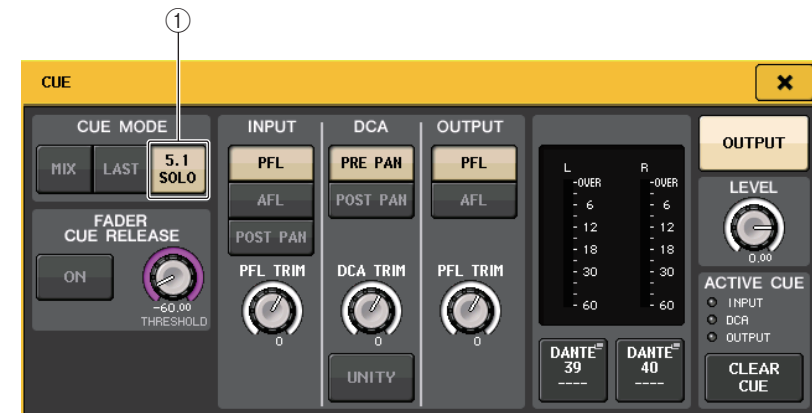 ①
CUE
CUE MODE
MIX
LAST
5.1
SOLO
FADER
CUE RELEASE
ON
-60.00
THRESHOLD
INPUT
PFL
AFL
POST PAN
PFL TRIM
0
DCA
PRE PAN
POST PAN
DCA TRIM
0
UNITY
OUTPUT
PFL
AFL
PFL TRIM
0
L
R
-OVER
-OVER
- 6
- 6
- 12
- 12
- 18
- 18
- 30
- 30
- 60
- 60
DANTE
39
----
DANTE
40
----
OUTPUT
LEVEL
0.00
ACTIVE CUE
INPUT
DCA
OUTPUT
CLEAR
CUE